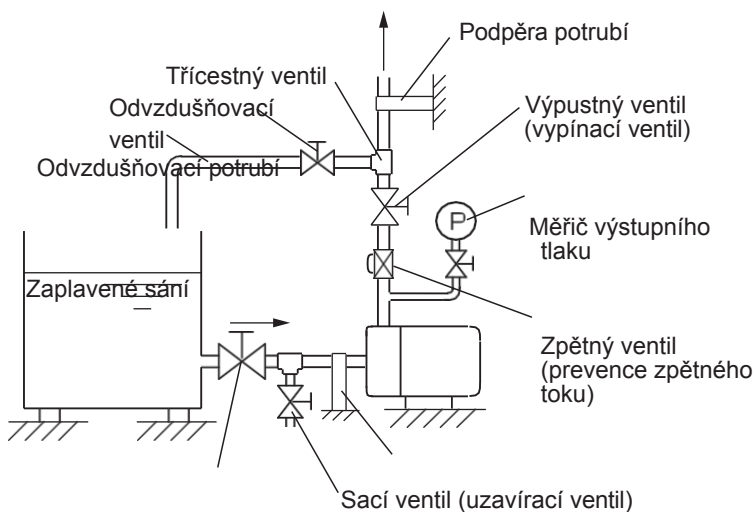 Podpěra potrubí
Třícestný ventil
Odvzdušňovací
ventil
Odvzdušňovací potrubí
Výpustný ventil
(vypínací ventil)
P
Měřič výstupního
tlaku
Zaplavené sání
Zpětný ventil
(prevence zpětného
toku)
Sací ventil (uzavírací ventil)